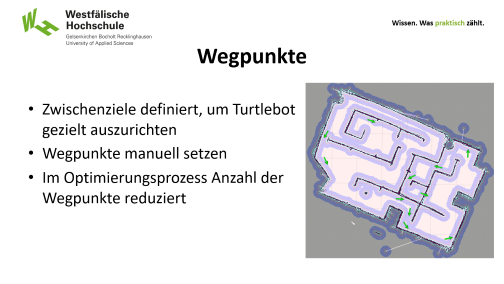 Westfälische
Hochschule
Gelsenkirchen Bocholt Recklinghausen
University of Applied Sciences
Wissen. Was praktisch zählt.
Wegpunkte
• Zwischenziele definiert, um Turtlebot
gezielt auszurichten
• Wegpunkte manuell setzen
• Im Optimierungsprozess Anzahl der
Wegpunkte reduziert